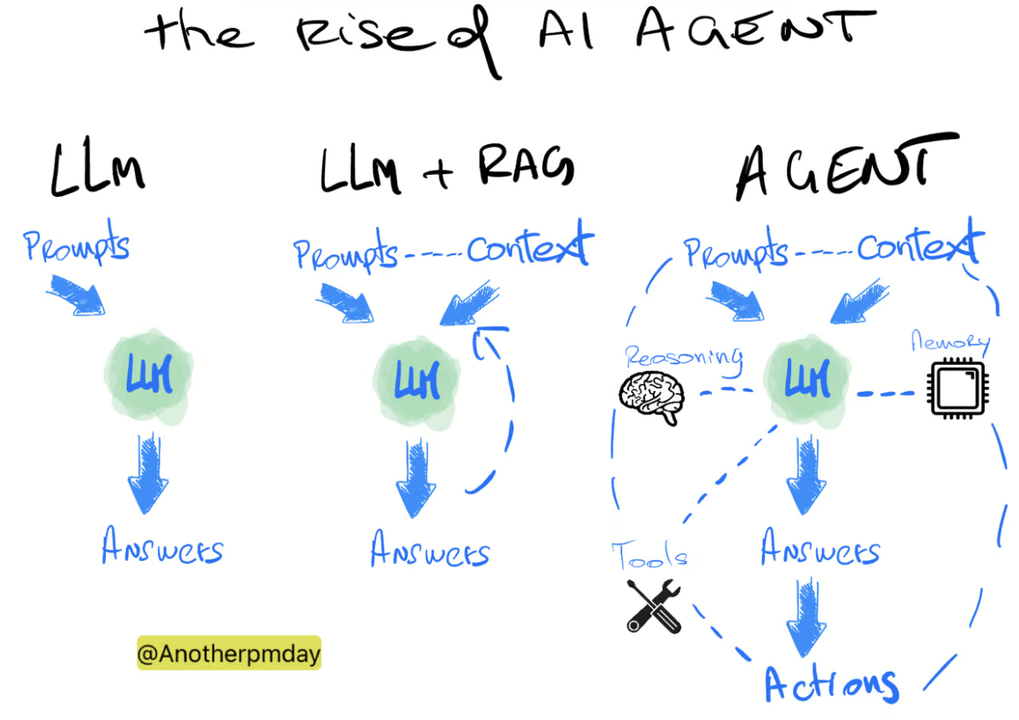 the Rise of AI AGENT
LLM
Prompts
LLM
Answers
LLM + RAG
Prompts-----Context
LLM
Answers
AGENT
Prompts-----Context
Reasoning
LLM
Memory
Tools
Answers
Actions
@Anotherpmday